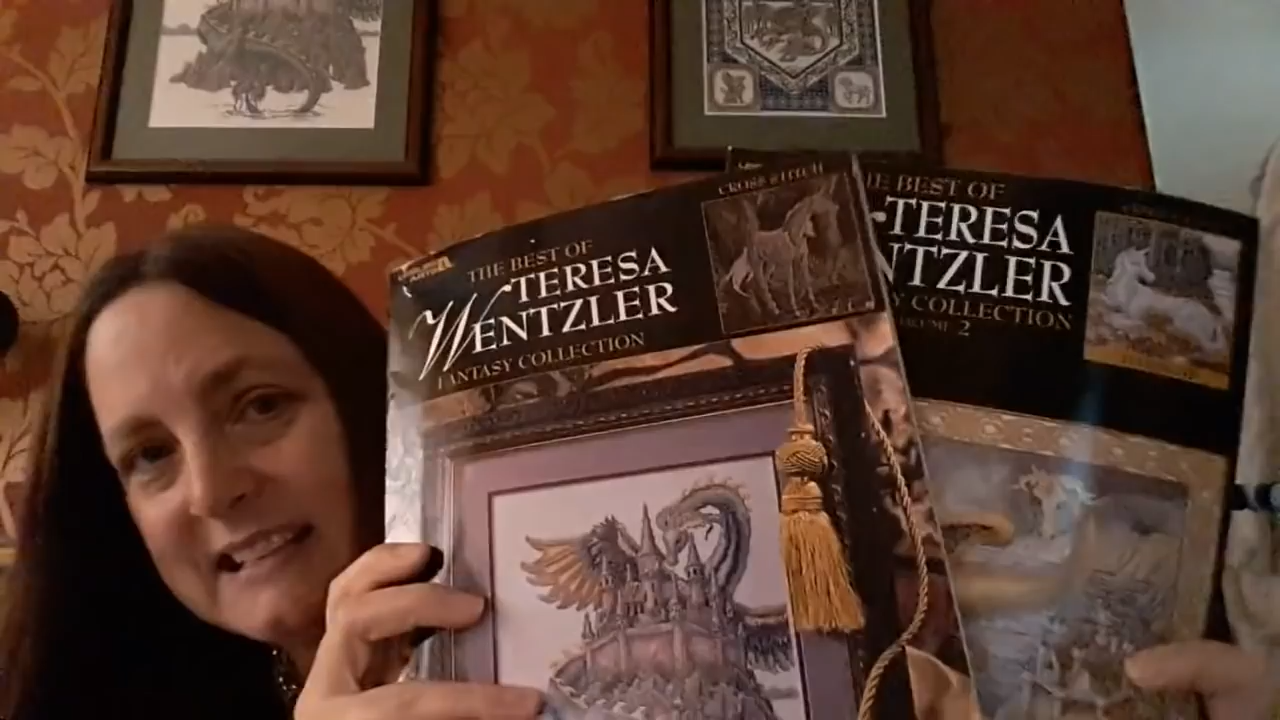 CROSS STITCH
THE BEST OF
TERESA
WENTZLER
FANTASY COLLECTION
THE BEST OF
TERESA
NTZLER
Y COLLECTION
VOLUME 2